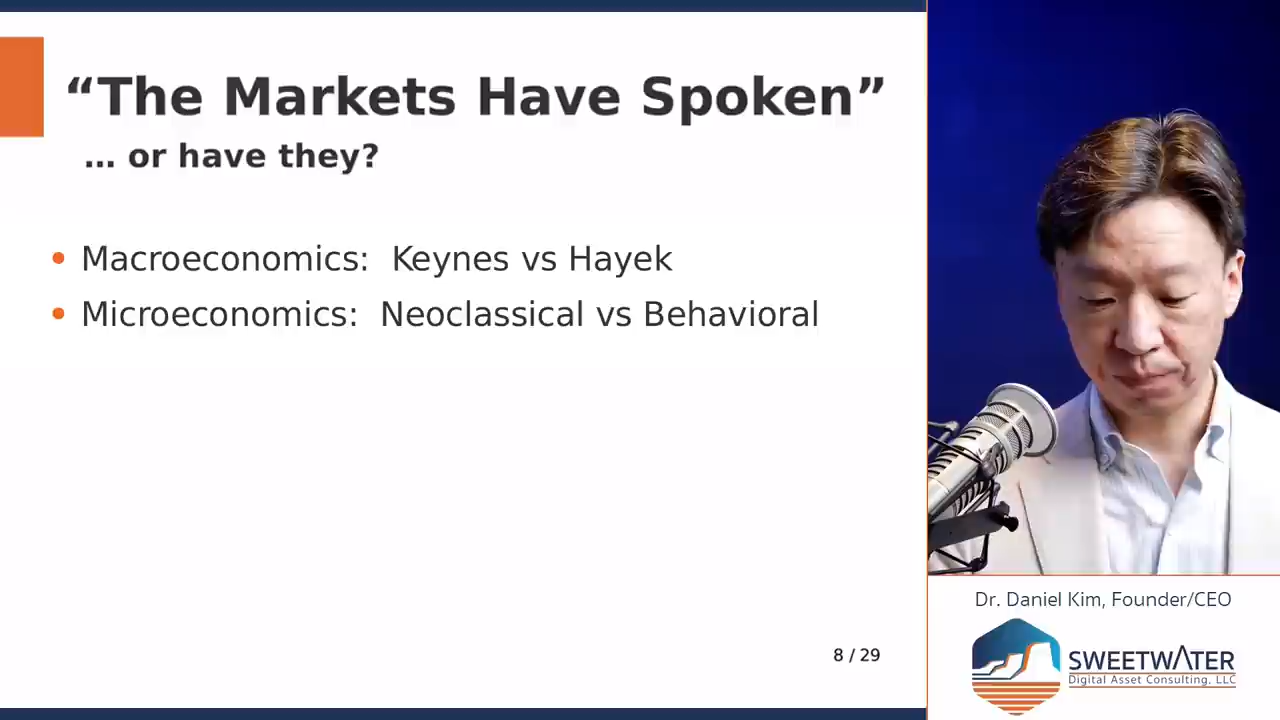 “The Markets Have Spoken”
... or have they?
• Macroeconomics: Keynes vs Hayek
• Microeconomics: Neoclassical vs Behavioral
8 / 29
Dr. Daniel Kim, Founder/CEO
SWEETWATER
Digital Asset Consulting, LLC